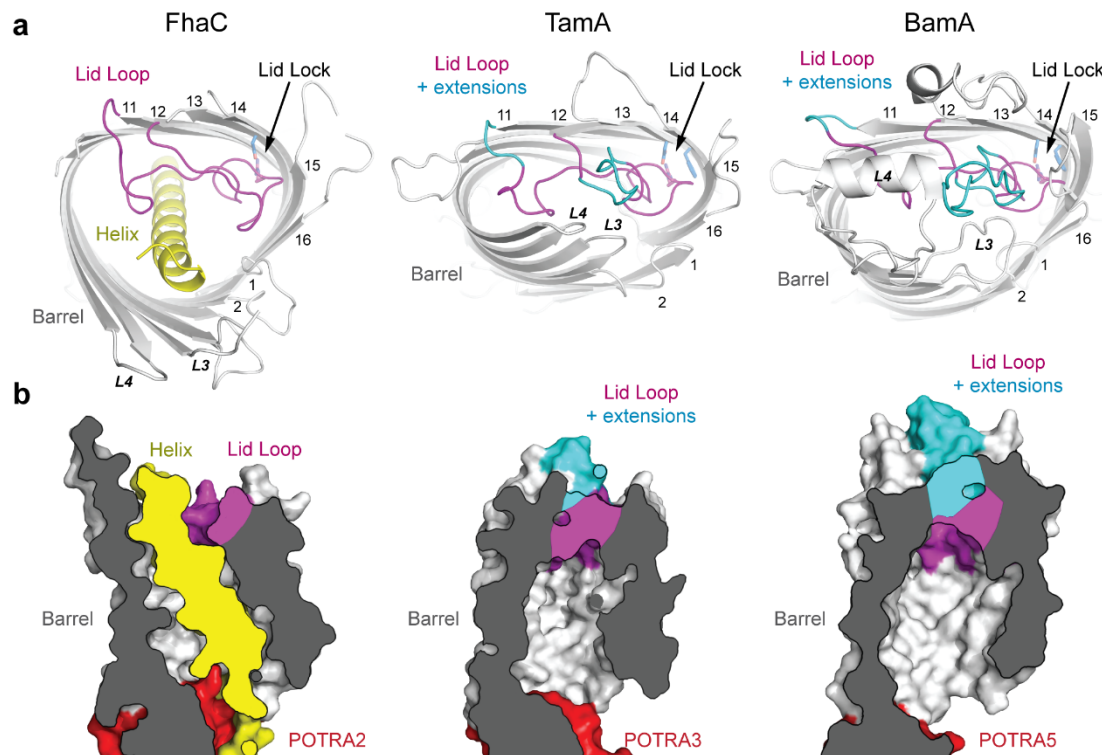 FhaC
TamA
BamA
a
Lid Loop
11
12
13
14
Lid Lock
15
16
1
2
Helix
Barrel
L4
L3
Lid Loop
+ extensions
Lid Lock
11
12
13
14
15
16
1
2
L4
L3
Barrel
Lid Loop
+ extensions
Lid Lock
11
12
13
14
15
16
1
2
L4
L3
Barrel
b
Helix
Lid Loop
Barrel
POTRA2
Lid Loop
+ extensions
Barrel
POTRA3
Lid Loop
+ extensions
Barrel
POTRA5